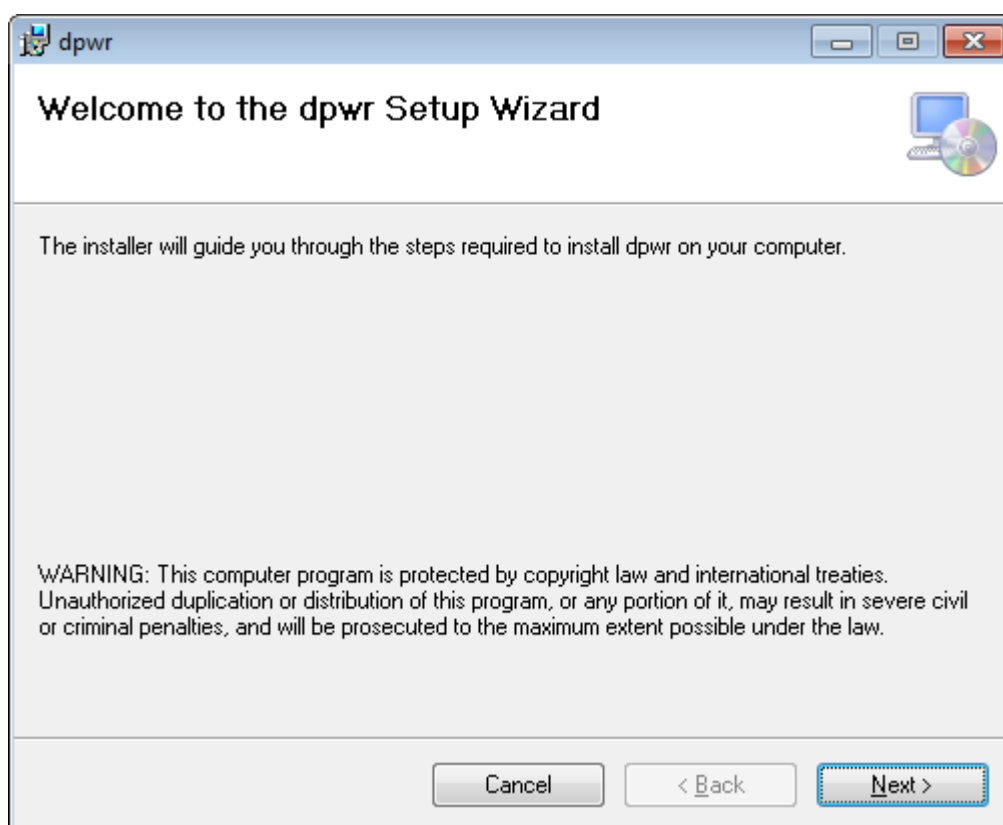 dpwr
Welcome to the dpwr Setup Wizard
The installer will guide you through the steps required to install dpwr on your computer.
WARNING: This computer program is protected by copyright law and international treaties.
Unauthorized duplication or distribution of this program, or any portion of it, may result in severe civil
or criminal penalties, and will be prosecuted to the maximum extent possible under the law.
Cancel
< Back
Next >